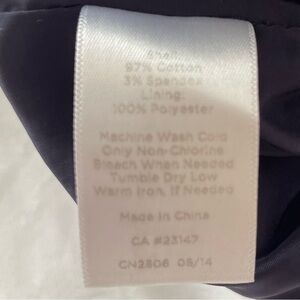 Shell:
97% Cotton
3% Spandex
Lining:
100% Polyester
Machine Wash Cold
Only Non-Chlorine
Bleach When Needed
Tumble Dry Low
Warm Iron, If Needed
Made In China
CA #23147
CN2806 05/14